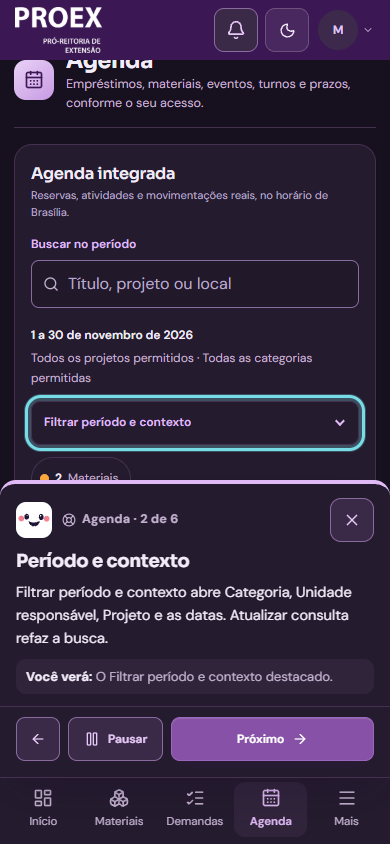 PROEX
PRÓ-REITORIA DE
EXTENSÃO
M
Agenda
Empréstimos, materiais, eventos, turnos e prazos,
conforme o seu acesso.
Agenda integrada
Reservas, atividades e movimentações reais, no horário de
Brasília.
Buscar no período
Título, projeto ou local
1 a 30 de novembro de 2026
Todos os projetos permitidos · Todas as categorias
permitidas
Filtrar período e contexto
2 Materiais
Agenda · 2 de 6
Período e contexto
Filtrar período e contexto abre Categoria, Unidade
responsável, Projeto e as datas. Atualizar consulta
refaz a busca.
Você verá: O Filtrar período e contexto destacado.
Pausar
Próximo
Início
Materiais
Demandas
Agenda
Mais